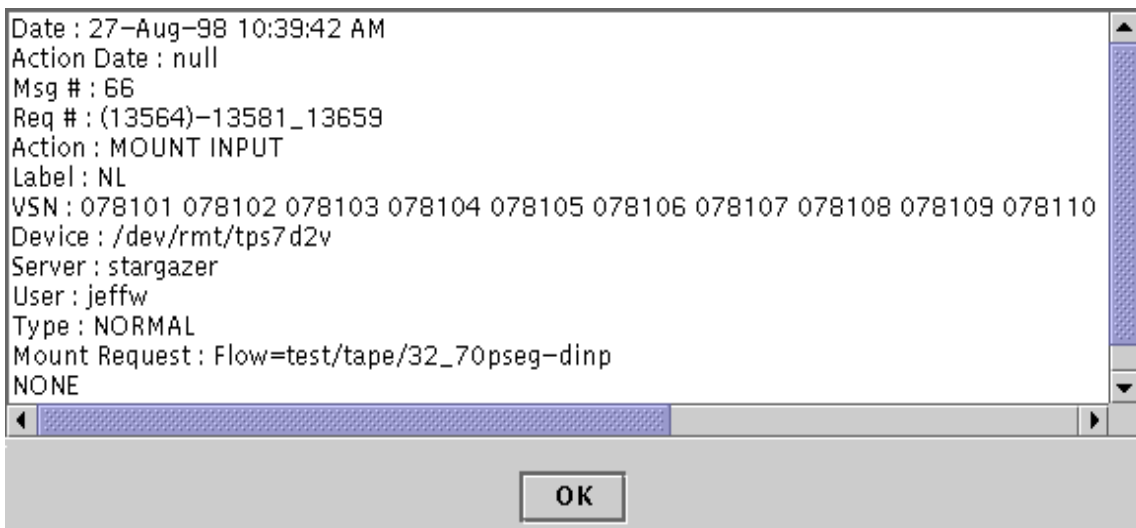 Date : 27-Aug-98 10:39:42 AM
Action Date : null
Msg # : 66
Req # : (13564)-13581_13659
Action : MOUNT INPUT
Label : NL
VSN : 078101 078102 078103 078104 078105 078106 078107 078108 078109 078110
Device : /dev/rmt/tps7d2v
Server : stargazer
User : jeffw
Type : NORMAL
Mount Request : Flow=test/tape/32_70pseg-dinp
NONE
OK